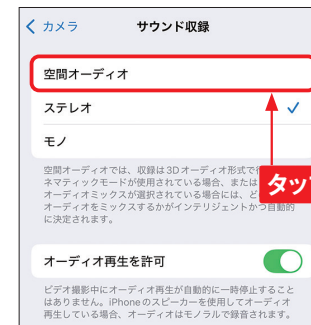 カメラ サウンド収録
空間オーディオ
ステレオ
モノ
空間オーディオでは、収録は3Dオーディオ形式で
ネマティックモードが使用されている場合、または
オーディオミックスが選択されている場合には、ど
オーディオをミックスするかがインテリジェントかつ自動的
に決定されます。
タッ
オーディオ再生を許可
ビデオ撮影中にオーディオ再生が自動的に一時停止すること
はありません。iPhoneのスピーカーを使用してオーディオ
再生している場合、オーディオはモノラルで録音されます。